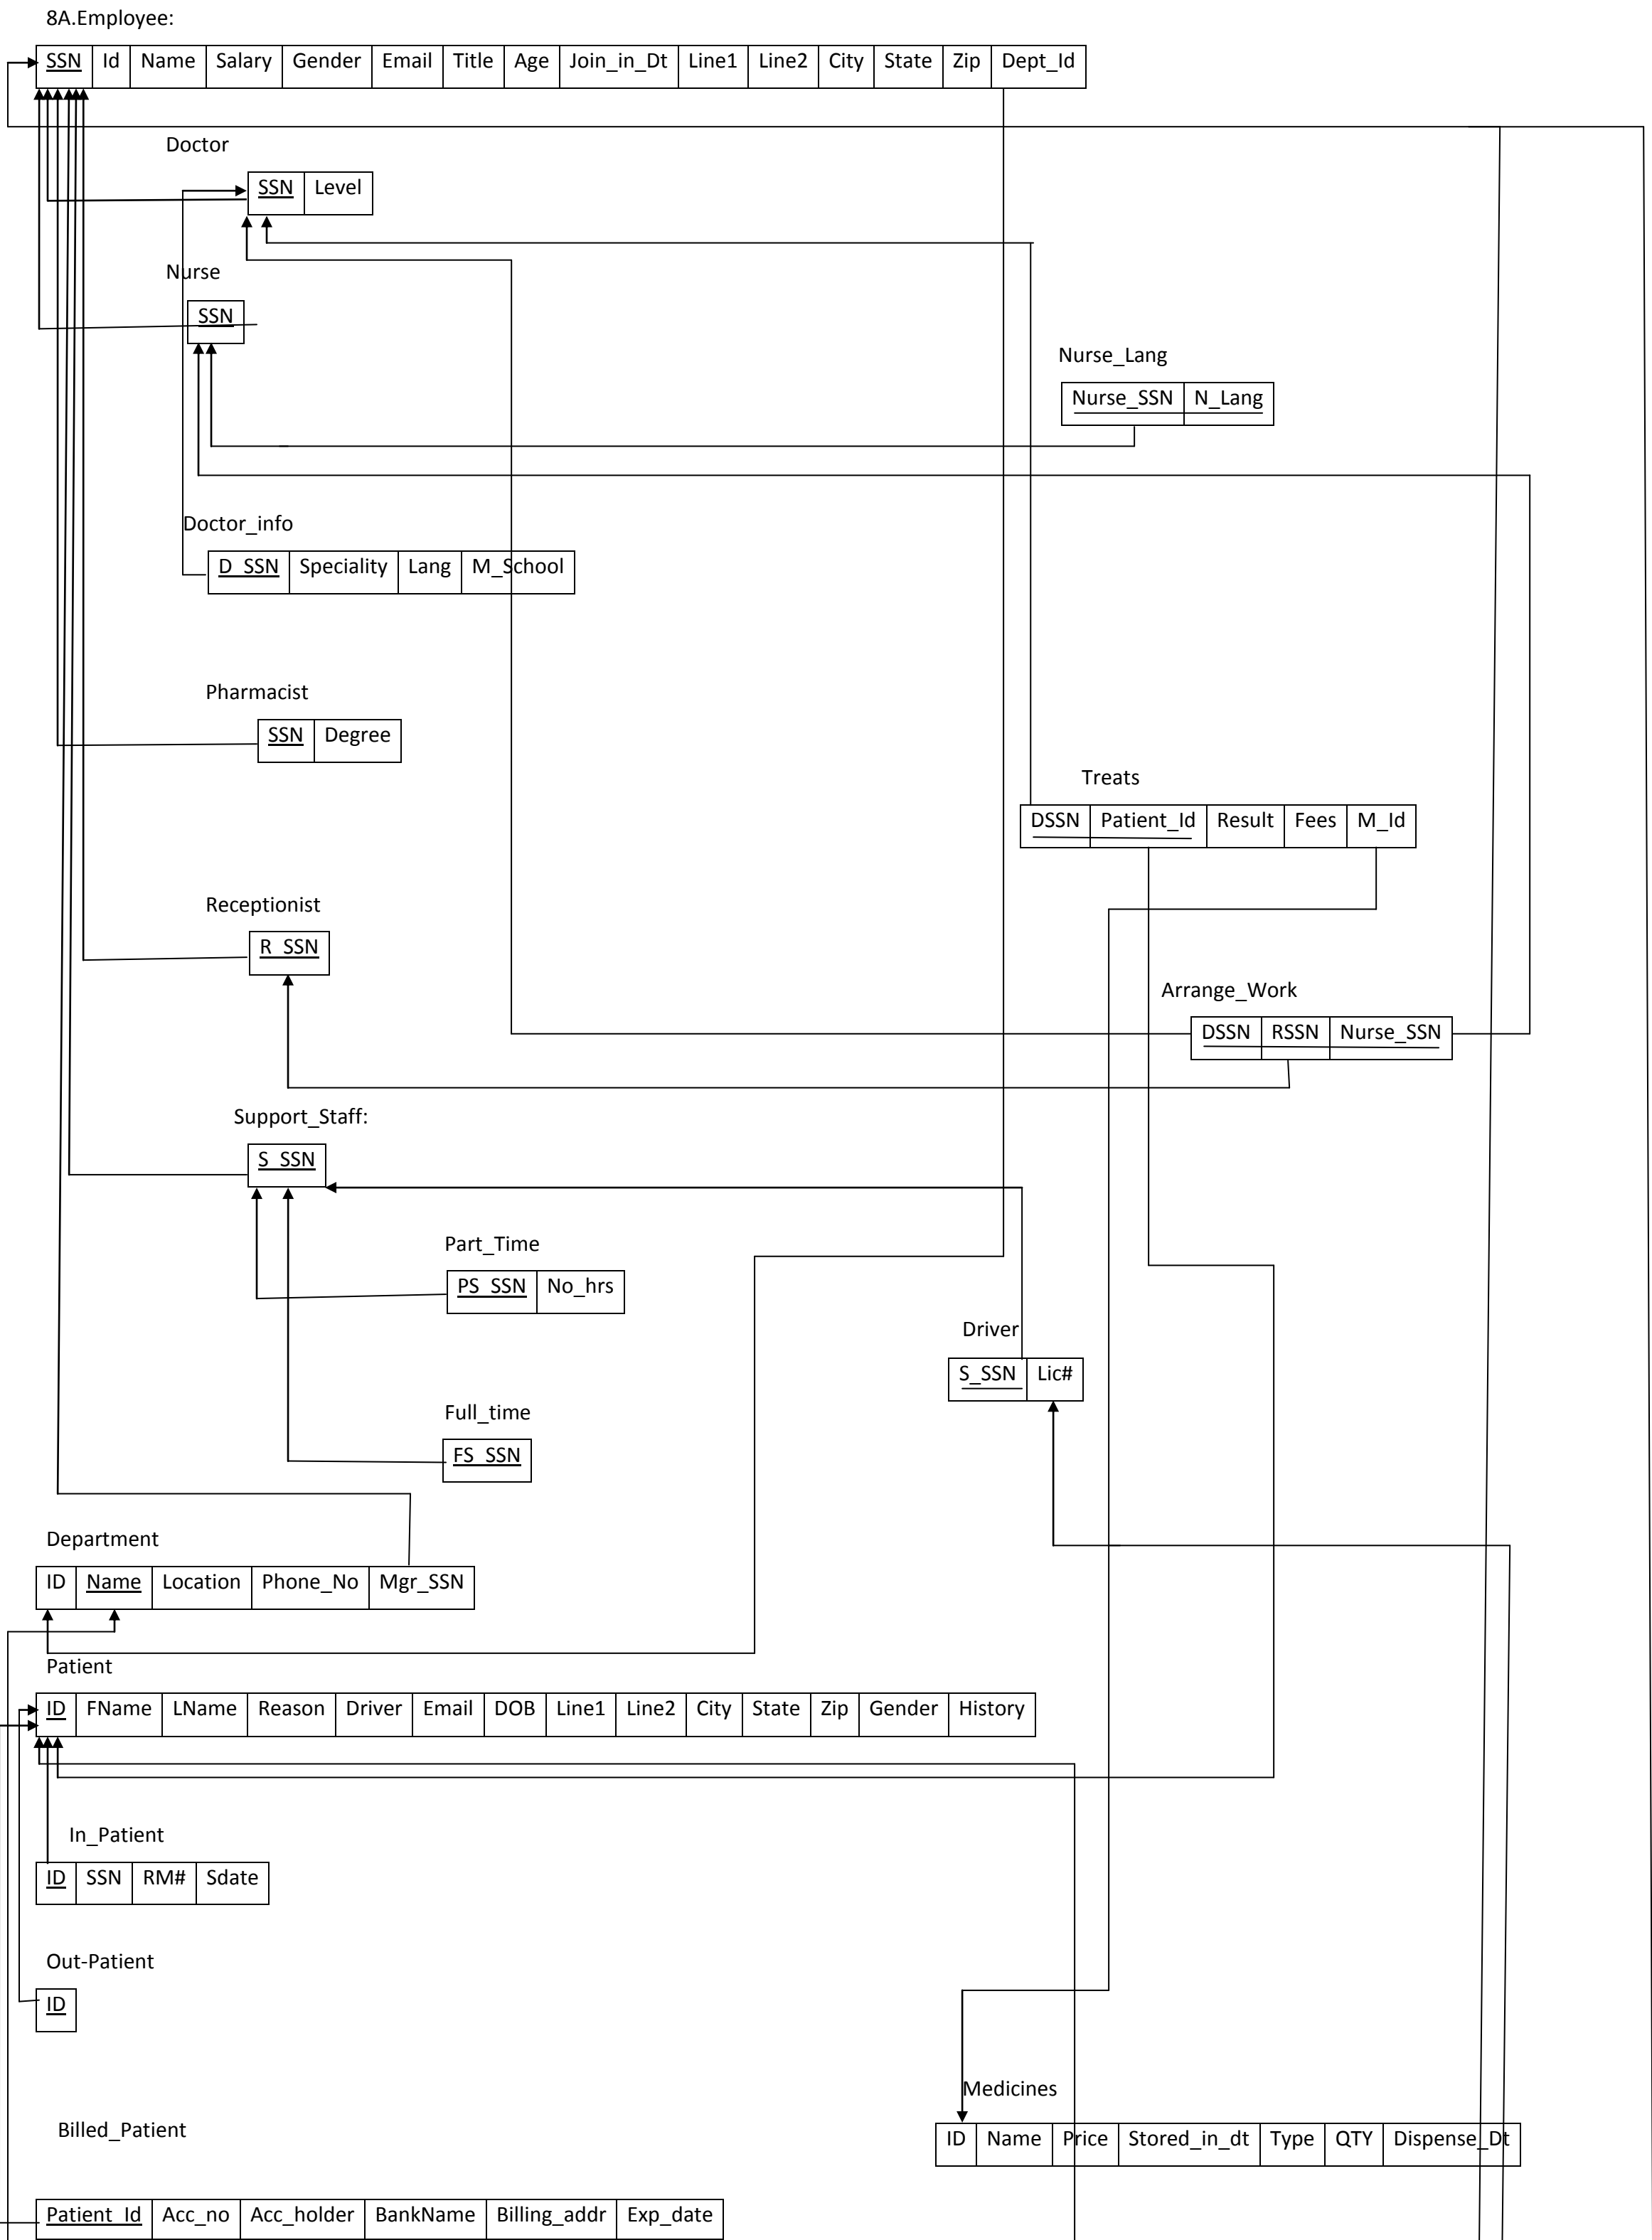 8A.Employee:
SSN Id Name Salary Gender Email Title Age Join_in_Dt Line1 Line2 City State Zip Dept_Id
Doctor
SSN Level
Nurse
SSN
Nurse_Lang
Nurse_SSN N_Lang
Doctor_info
D_SSN Speciality Lang M_School
Pharmacist
SSN Degree
Treats
DSSN Patient_Id Result Fees M_Id
Receptionist
R_SSN
Arrange_Work
DSSN RSSN Nurse_SSN
Support_Staff:
S_SSN
Part_Time
PS_SSN No_hrs
Driver
S_SSN Lic#
Full_time
FS_SSN
Department
ID Name Location Phone_No Mgr_SSN
Patient
ID FName LName Reason Driver Email DOB Line1 Line2 City State Zip Gender History
In_Patient
ID SSN RM# Sdate
Out-Patient
ID
Medicines
ID Name Price Stored_in_dt Type QTY Dispense_Dt
Billed_Patient
Patient_Id Acc_no Acc_holder BankName Billing_addr Exp_date